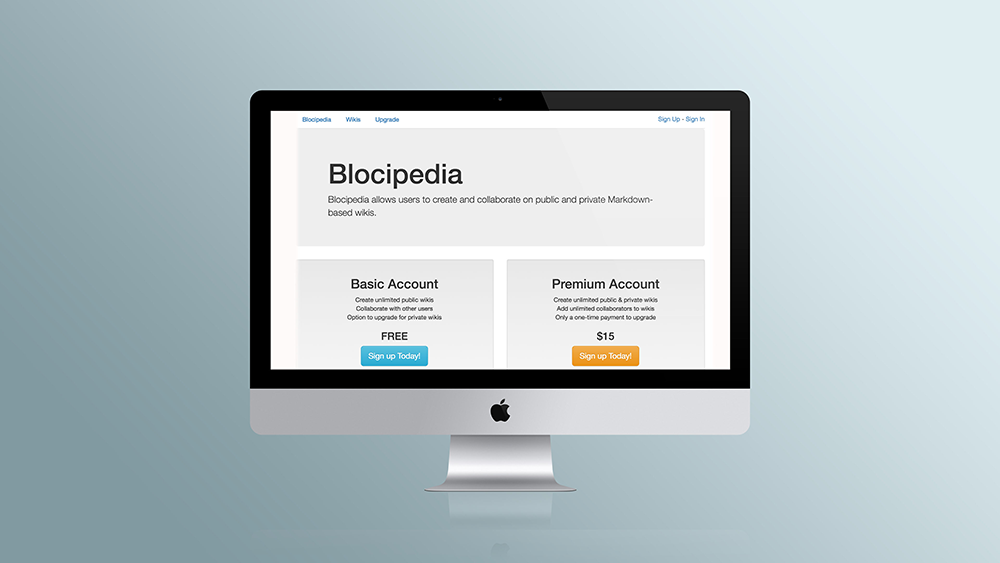 Blocipedia Wikis Upgrade Sign Up - Sign In
Blocipedia
Blocipedia allows users to create and collaborate on public and private Markdown-
based wikis.
Basic Account
Create unlimited public wikis
Collaborate with other users
Option to upgrade for private wikis
FREE
Sign up Today!
Premium Account
Create unlimited public & private wikis
Add unlimited collaborators to wikis
Only a one-time payment to upgrade
$15
Sign up Today!